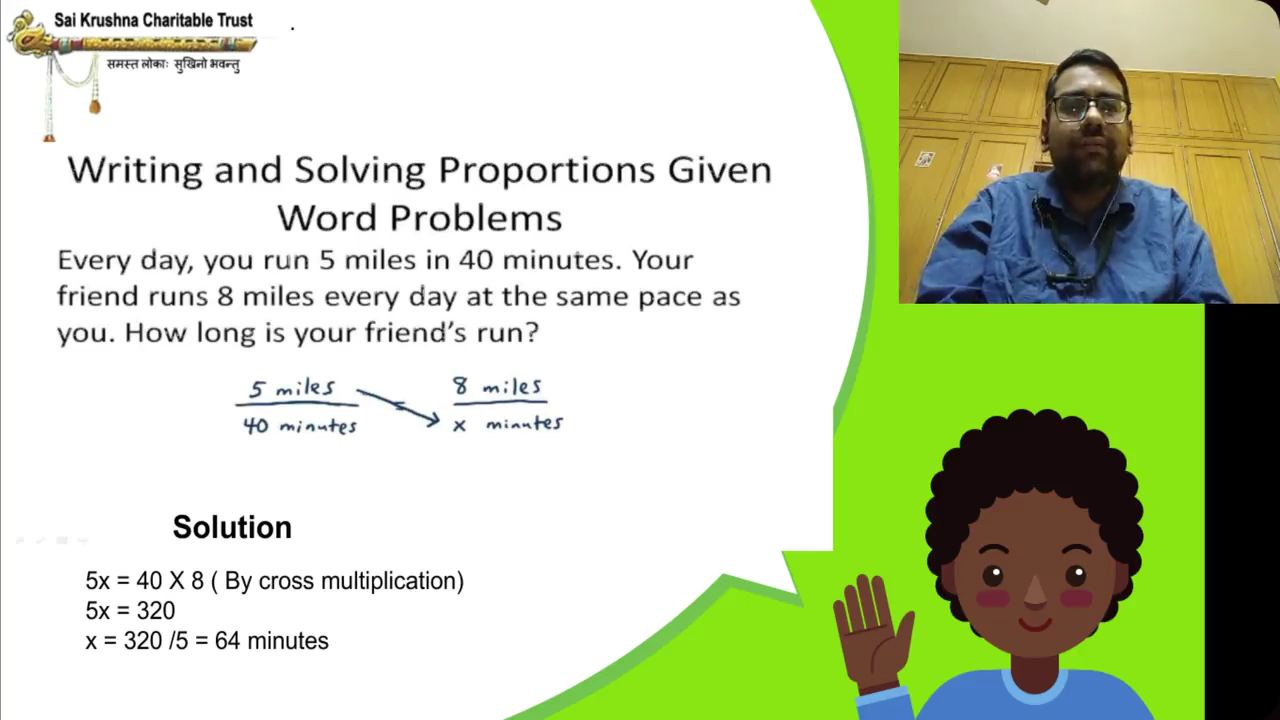 Sai Krushna Charitable Trust
समस्त लोकाः सुखिनो भवन्तु
Writing and Solving Proportions Given
Word Problems
Every day, you run 5 miles in 40 minutes. Your
friend runs 8 miles every day at the same pace as
you. How long is your friend's run?
5 miles 8 miles
40 minutes x minutes
Solution
5x = 40 X 8 ( By cross multiplication)
5x = 320
x = 320 /5 = 64 minutes